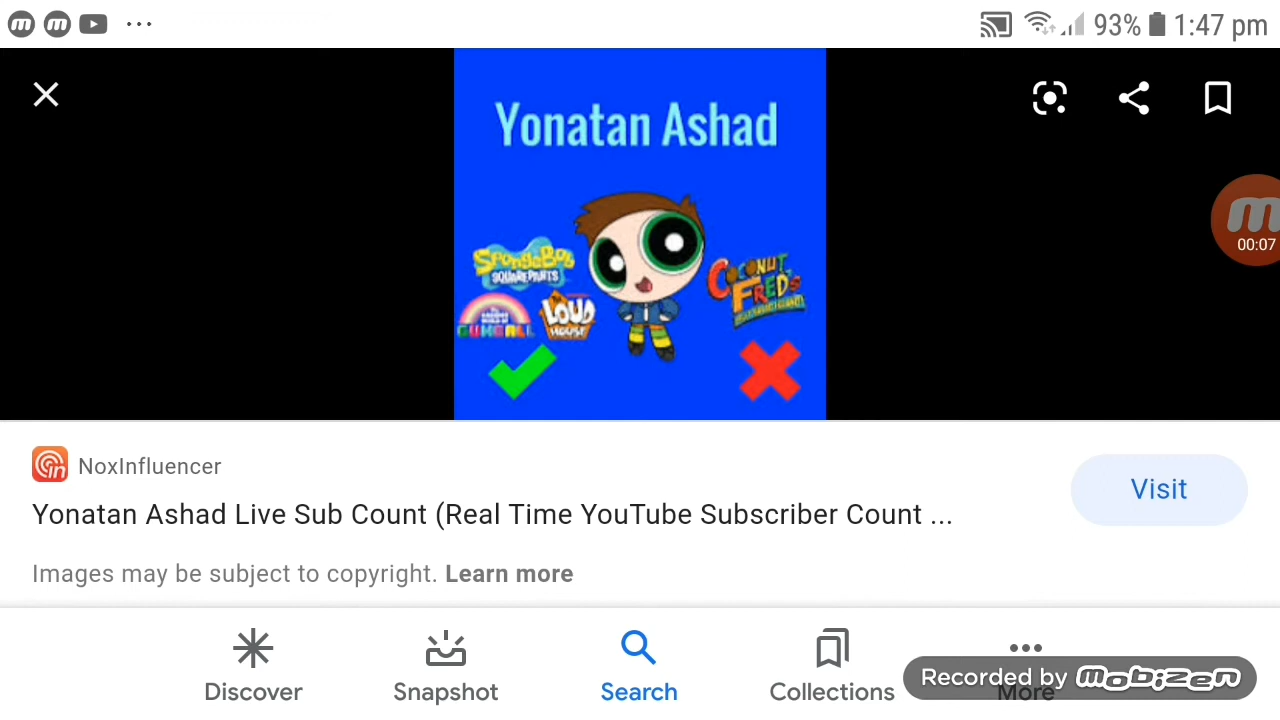 93% 1:47 pm
Yonatan Ashad
SPONGEBOB
SQUAREPANTS
COCONUT
FRED'S
GUMBALL
LOUD
HOUSE
00:07
NoxInfluencer
Yonatan Ashad Live Sub Count (Real Time YouTube Subscriber Count ...
Visit
Images may be subject to copyright. Learn more
Discover Snapshot Search Collections More
Recorded by mobizen